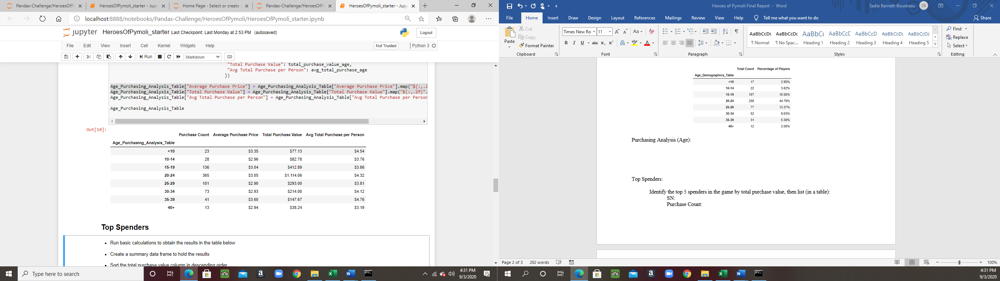 Pandas-Challenge/HeroesOfPy
HeroesOfPymoli_starter - Jupy
Home Page - Select or create
Pandas-Challenge/HeroesOfPy
HeroesOfPymoli_starter - Jupy
localhost:8888/notebooks/Pandas-Challenge/HeroesOfPymoli/HeroesOfPymoli_starter.ipynb
jupyter HeroesOfPymoli_starter Last Checkpoint: Last Monday at 2:53 PM (autosaved)
Logout
File Edit View Insert Cell Kernel Widgets Help
Not Trusted
Python 3
Run
Markdown
"Total Purchase Value": total_purchase_value_age,
"Avg Total Purchase per Person": avg_total_purchase_age
})
Age_Purchasing_Analysis_Table["Average Purchase Price"] = Age_Purchasing_Analysis_Table["Average Purchase Price"].map("${:,.2
Age_Purchasing_Analysis_Table["Total Purchase Value"] = Age_Purchasing_Analysis_Table["Total Purchase Value"].map("${:,.2f}".
Age_Purchasing_Analysis_Table["Avg Total Purchase per Person"] = Age_Purchasing_Analysis_Table["Avg Total Purchase per Person
Age_Purchasing_Analysis_Table
Out[10]:
Purchase Count Average Purchase Price Total Purchase Value Avg Total Purchase per Person
Age_Purchasing_Analysis_Table
<10 23 $3.35 $77.13 $4.54
10-14 28 $2.96 $82.78 $3.76
15-19 136 $3.04 $412.89 $3.86
20-24 365 $3.05 $1,114.06 $4.32
25-29 101 $2.90 $293.00 $3.81
30-34 73 $2.93 $214.00 $4.12
35-39 41 $3.60 $147.67 $4.76
40+ 13 $2.94 $38.24 $3.19
Top Spenders
• Run basic calculations to obtain the results in the table below
• Create a summary data frame to hold the results
• Sort the total purchase value column in descending order
Type here to search
4:31 PM
9/3/2020
Heroes of Pymoli Final Report - Word
Sadie Barnett-Boudreau SB
File Home Insert Draw Design Layout References Mailings Review View Help Tell me what you want to do
Share
Paste
Cut
Copy
Format Painter
Clipboard
Times New Ro 11
Font
Paragraph
AaBbCcDc AaBbCcDc AaBbCc AaBbCcE AaBbCcD AaBbCcDc AaBbCcDc
¶ Normal ¶ No Spac... Heading 1 Heading 2 Heading 3 Heading 4 Heading 5
Styles
Find
Replace
Select
Editing
Total Count Percentage of Players
Age_Demographics_Table
<10 17 2.95%
10-14 22 3.82%
15-19 107 18.58%
20-24 258 44.79%
25-29 77 13.37%
30-34 52 9.03%
35-39 31 5.38%
40+ 12 2.08%
Purchasing Analysis (Age):
Top Spenders:
Identify the top 5 spenders in the game by total purchase value, then list (in a table):
SN:
Purchase Count:
Page 2 of 3 282 words
100%
4:31 PM
9/3/2020